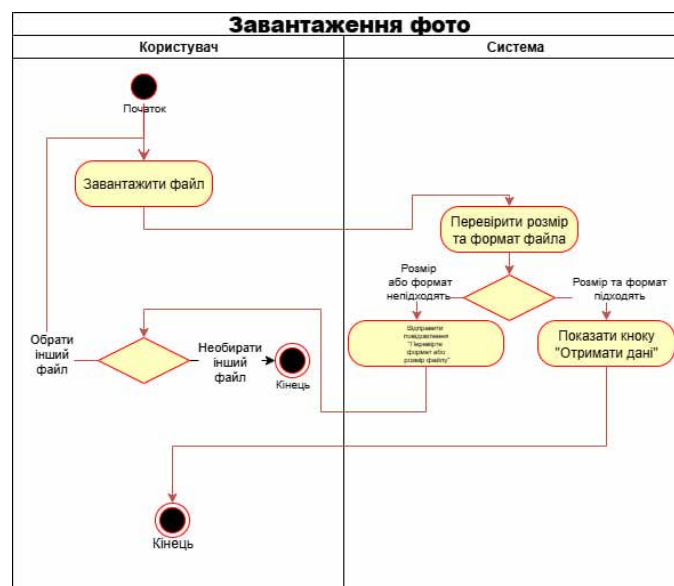 Завантаження фото
Користувач
Система
Початок
Завантажити файл
Перевірити розмір
та формат файла
Розмір
або формат
непідходять
Розмір та формат
підходять
Відправити
повідовлення
"Перевірте
формат або
розмір файлу"
Показати кноку
"Отримати дані"
Обрати
інший
файл
Необирати
інший
файл
Кінець
Кінець